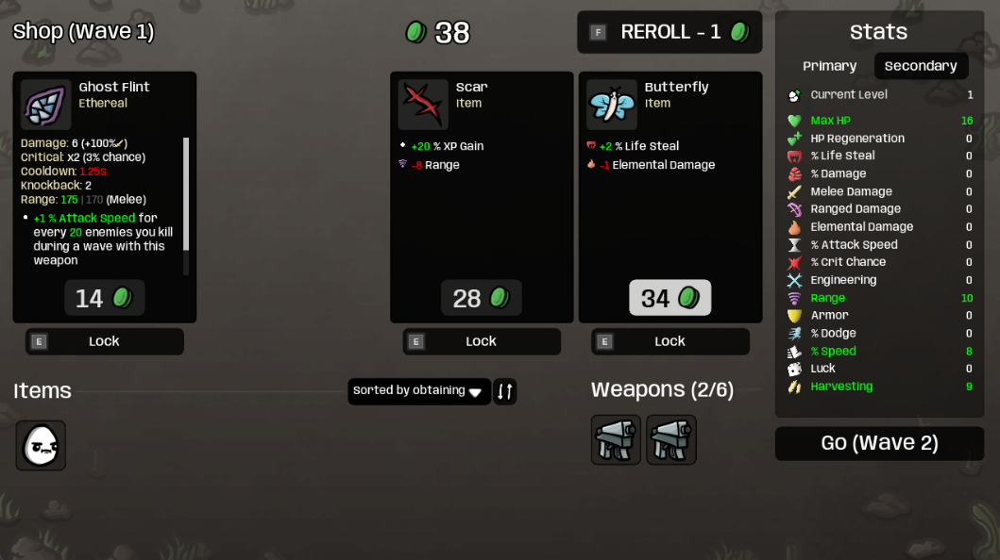 Shop (Wave 1)
38
F REROLL - 1
Ghost Flint
Ethereal
Damage: 6 (+100%)
Critical: x2 (3% chance)
Cooldown: 1.25s
Knockback: 2
Range: 175 | 170 (Melee)
+1 % Attack Speed for
every 20 enemies you kill
during a wave with this
weapon
14
E Lock
Scar
Item
+20 % XP Gain
-8 Range
28
E Lock
Butterfly
Item
+2 % Life Steal
-1 Elemental Damage
34
E Lock
Items
Sorted by obtaining
Weapons (2/6)
Stats
Primary Secondary
Current Level 1
Max HP 16
HP Regeneration 0
% Life Steal 0
% Damage 0
Melee Damage 0
Ranged Damage 0
Elemental Damage 0
% Attack Speed 0
% Crit Chance 0
Engineering 0
Range 10
Armor 0
% Dodge 0
% Speed 8
Luck 0
Harvesting 9
Go (Wave 2)